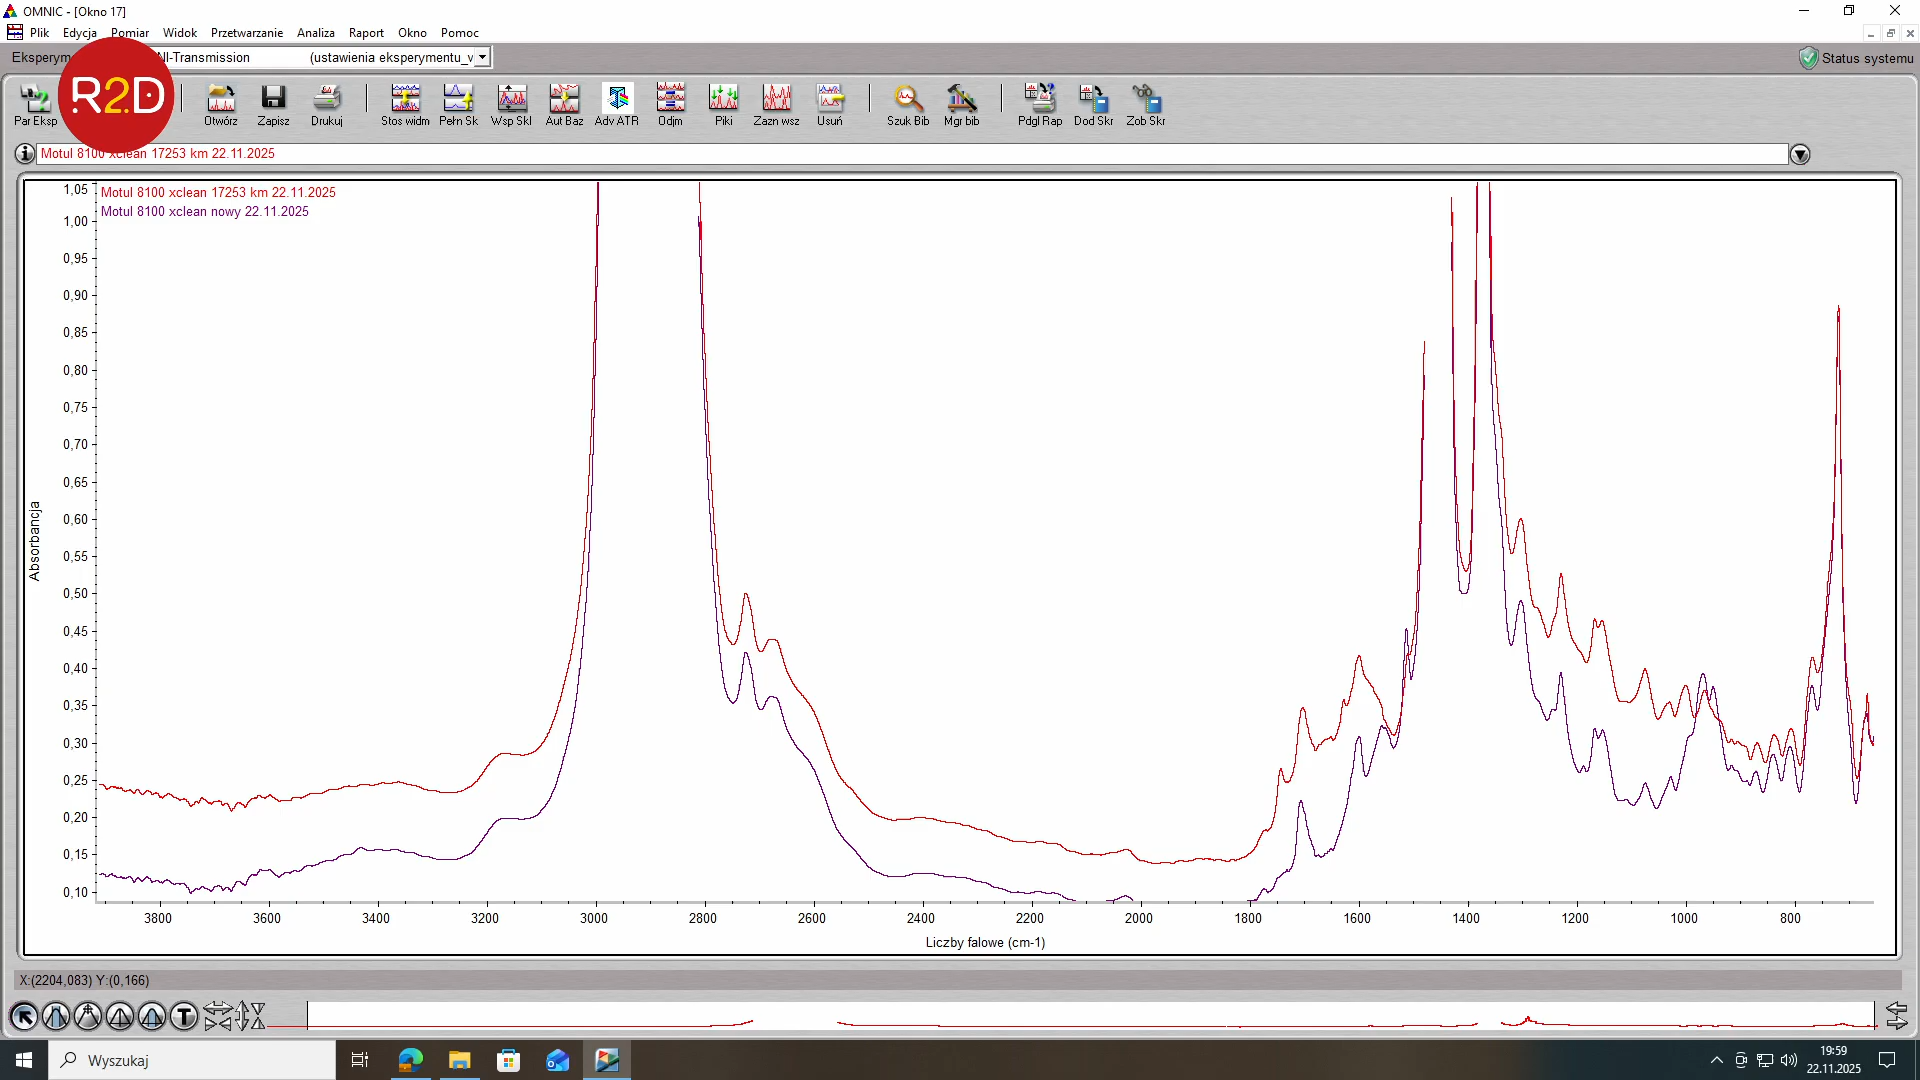 OMNIC - [Okno 17]
Plik Edycja Pomiar Widok Przetwarzanie Analiza Raport Okno Pomoc
Eksperym NI-Transmission (ustawienia eksperymentu_v Status systemu
R2D
Par Eksp Otwórz Zapisz Drukuj Stos widm Pełn Sk Wsp Skl Aut Baz Adv ATR Odjm Piki Zazn wsz Usuń Szuk Bib Mgr bib Pdgl Rap Dod Skr Zob Skr
Motul 8100 xclean 17253 km 22.11.2025
Motul 8100 xclean 17253 km 22.11.2025
Motul 8100 xclean nowy 22.11.2025
1,05
1,00
0,95
0,90
0,85
0,80
0,75
0,70
0,65
0,60
0,55
0,50
0,45
0,40
0,35
0,30
0,25
0,20
0,15
0,10
Absorbancja
3800 3600 3400 3200 3000 2800 2600 2400 2200 2000 1800 1600 1400 1200 1000 800
Liczby falowe (cm-1)
X:(2204,083) Y:(0,166)
T
Wyszukaj
19:59
22.11.2025